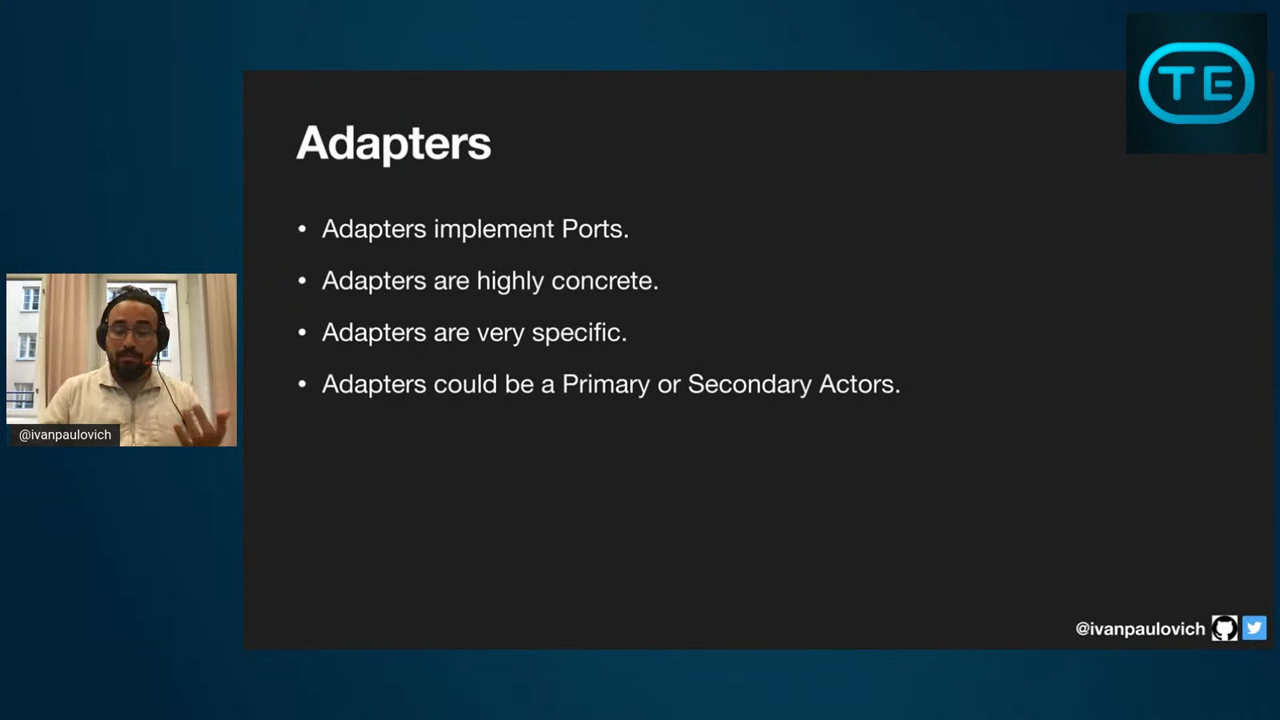 TE
Adapters
• Adapters implement Ports.
• Adapters are highly concrete.
• Adapters are very specific.
• Adapters could be a Primary or Secondary Actors.
@ivanpaulovich
@ivanpaulovich